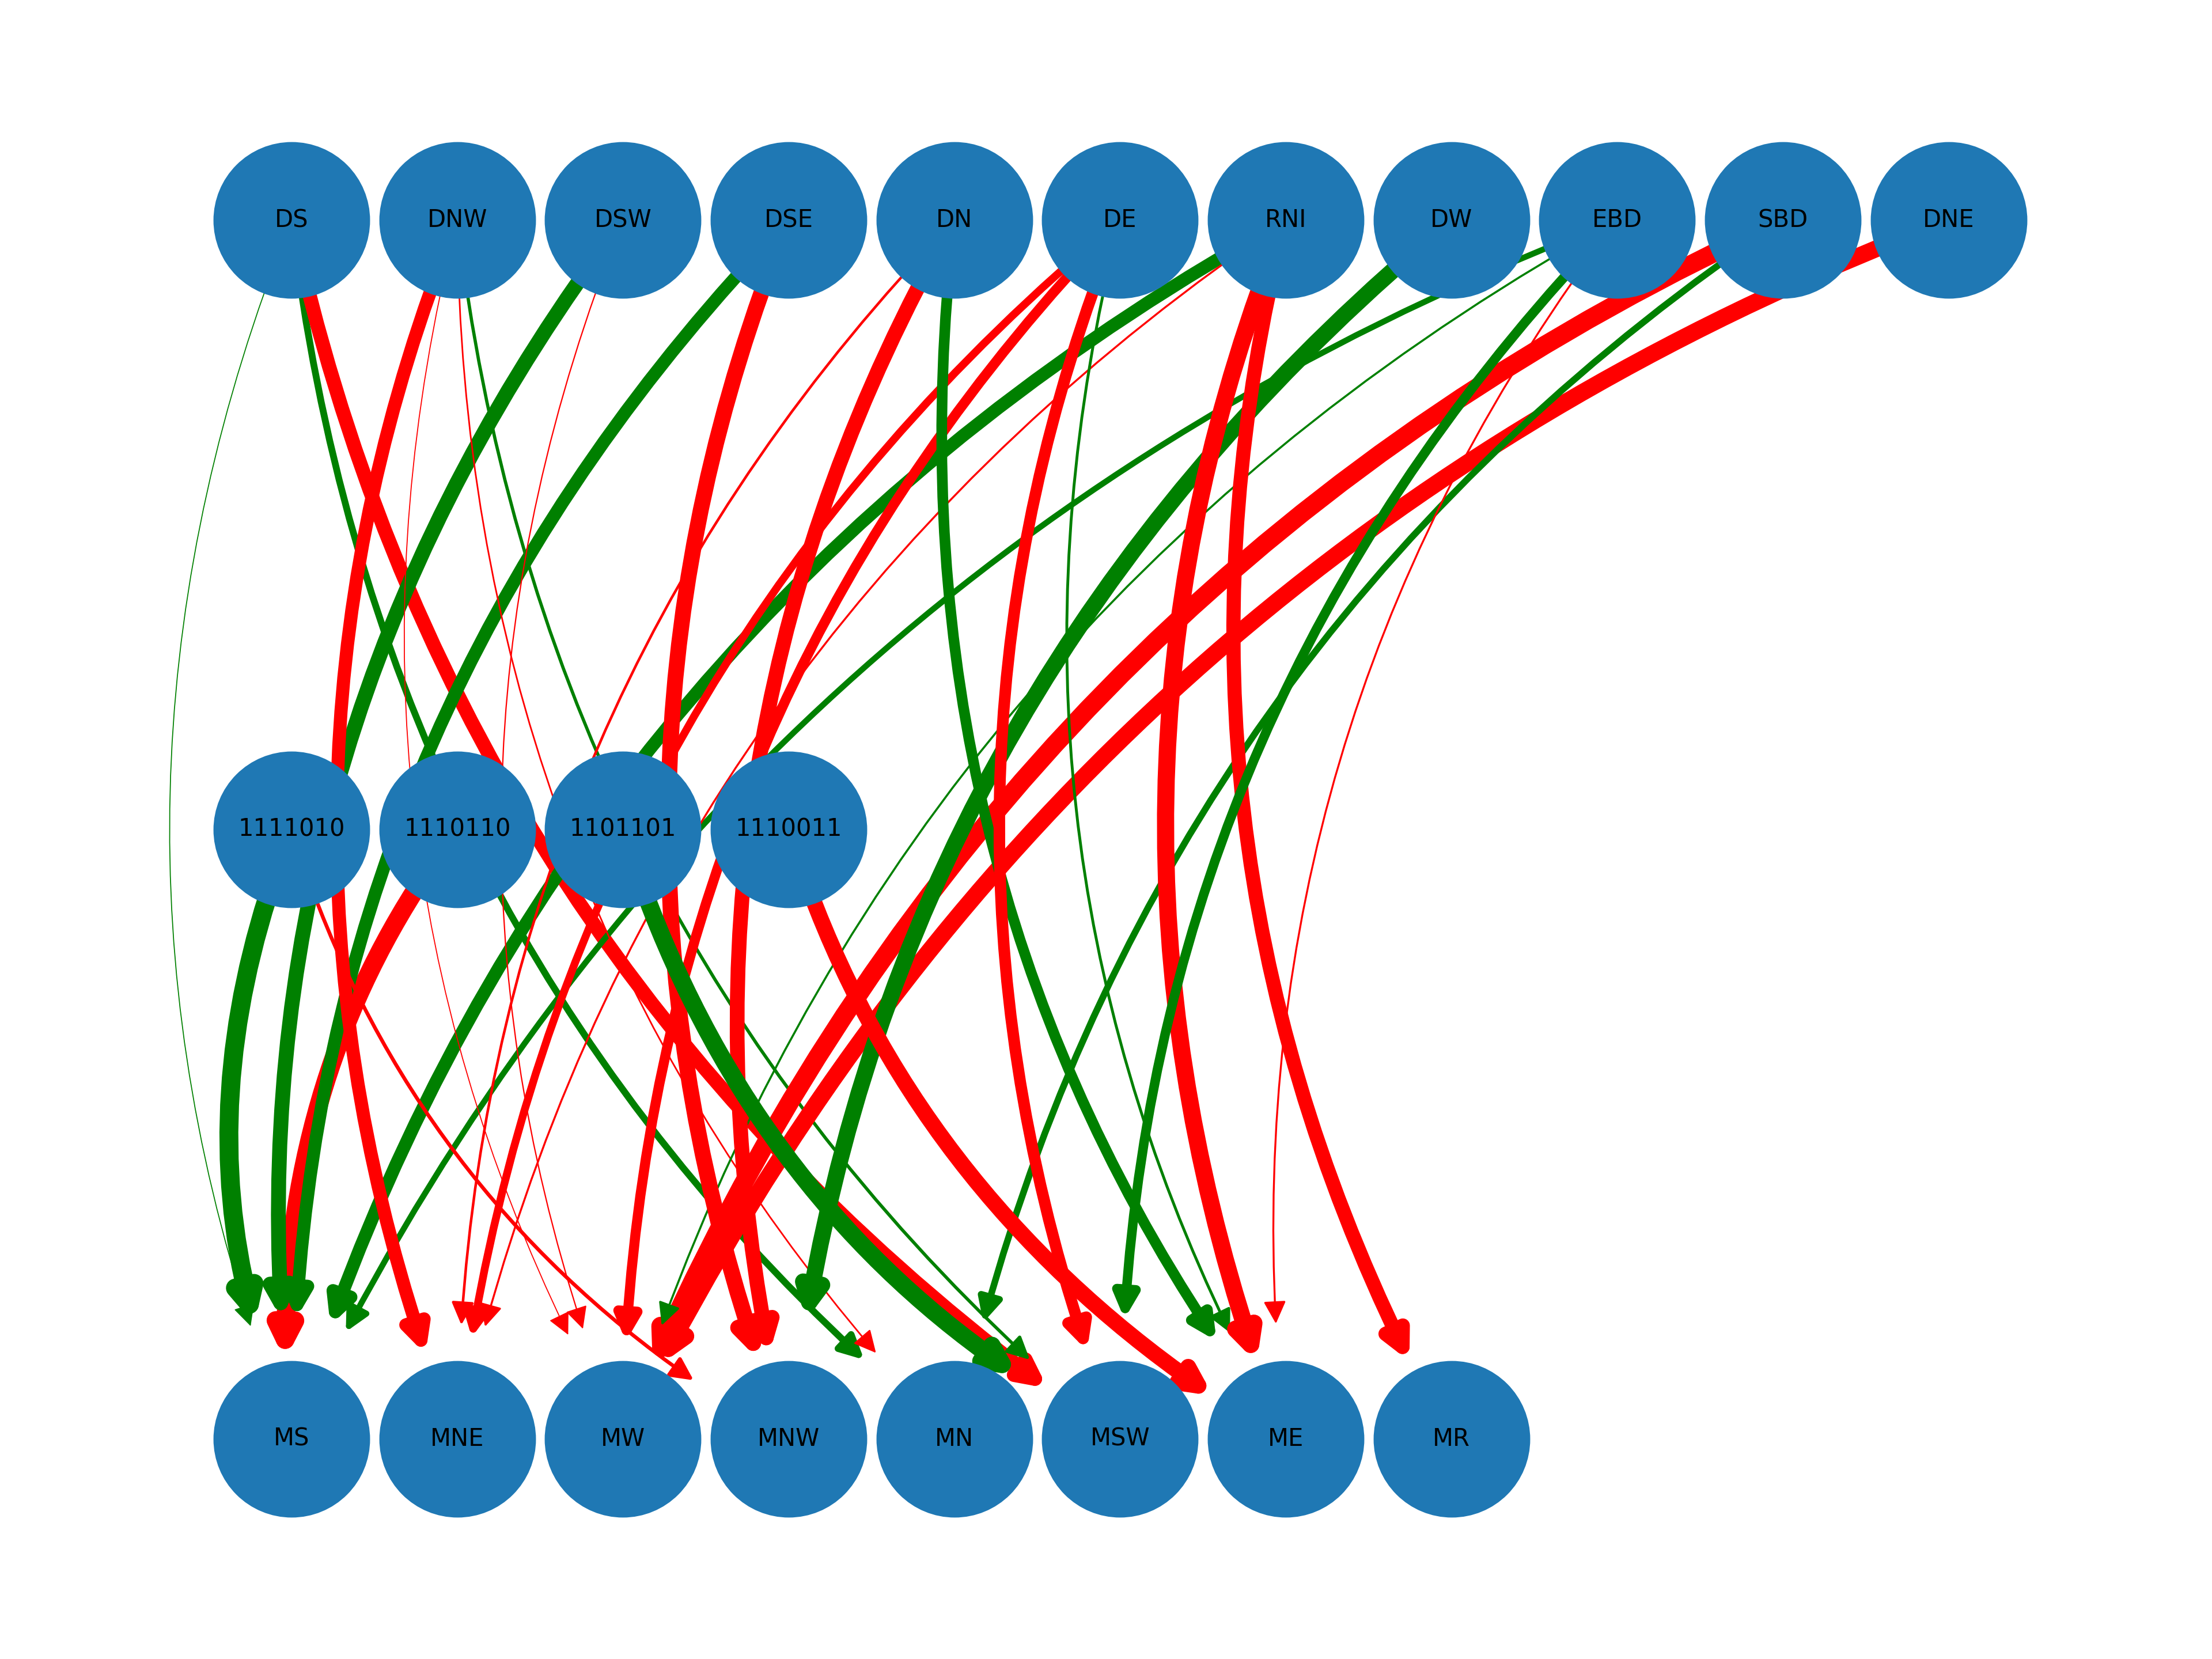 DS DNW DSW DSE DN DE RNI DW EBD SBD DNE
1111010 1110110 1101101 1110011
MS MNE MW MNW MN MSW ME MR